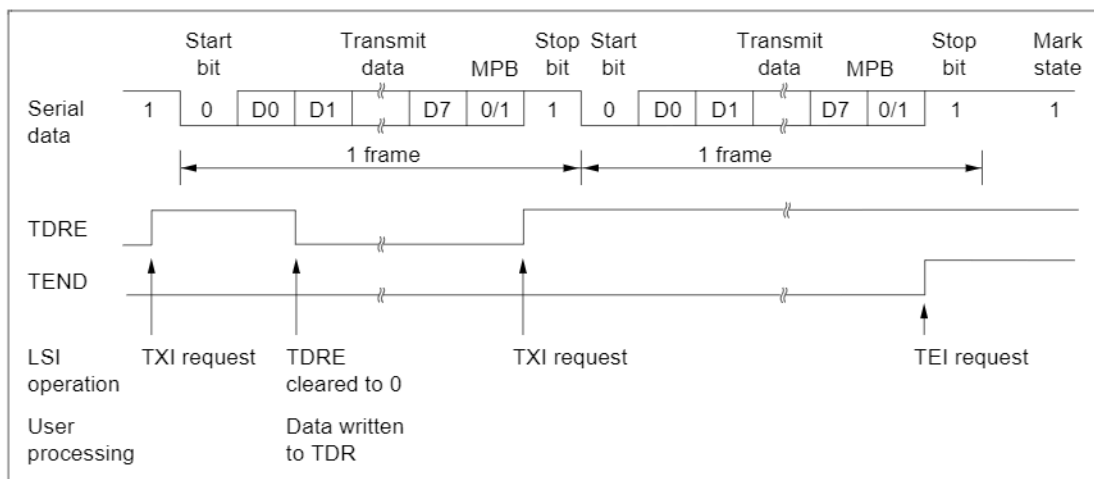 Start Transmit Stop Start Transmit Stop Mark
bit data MPB bit bit data MPB bit state
Serial 1 0 D0 D1 D7 0/1 1 0 D0 D1 D7 0/1 1 1
data
1 frame 1 frame
TDRE
TEND
LSI TXI request TDRE TXI request TEI request
operation cleared to 0
User Data written
processing to TDR